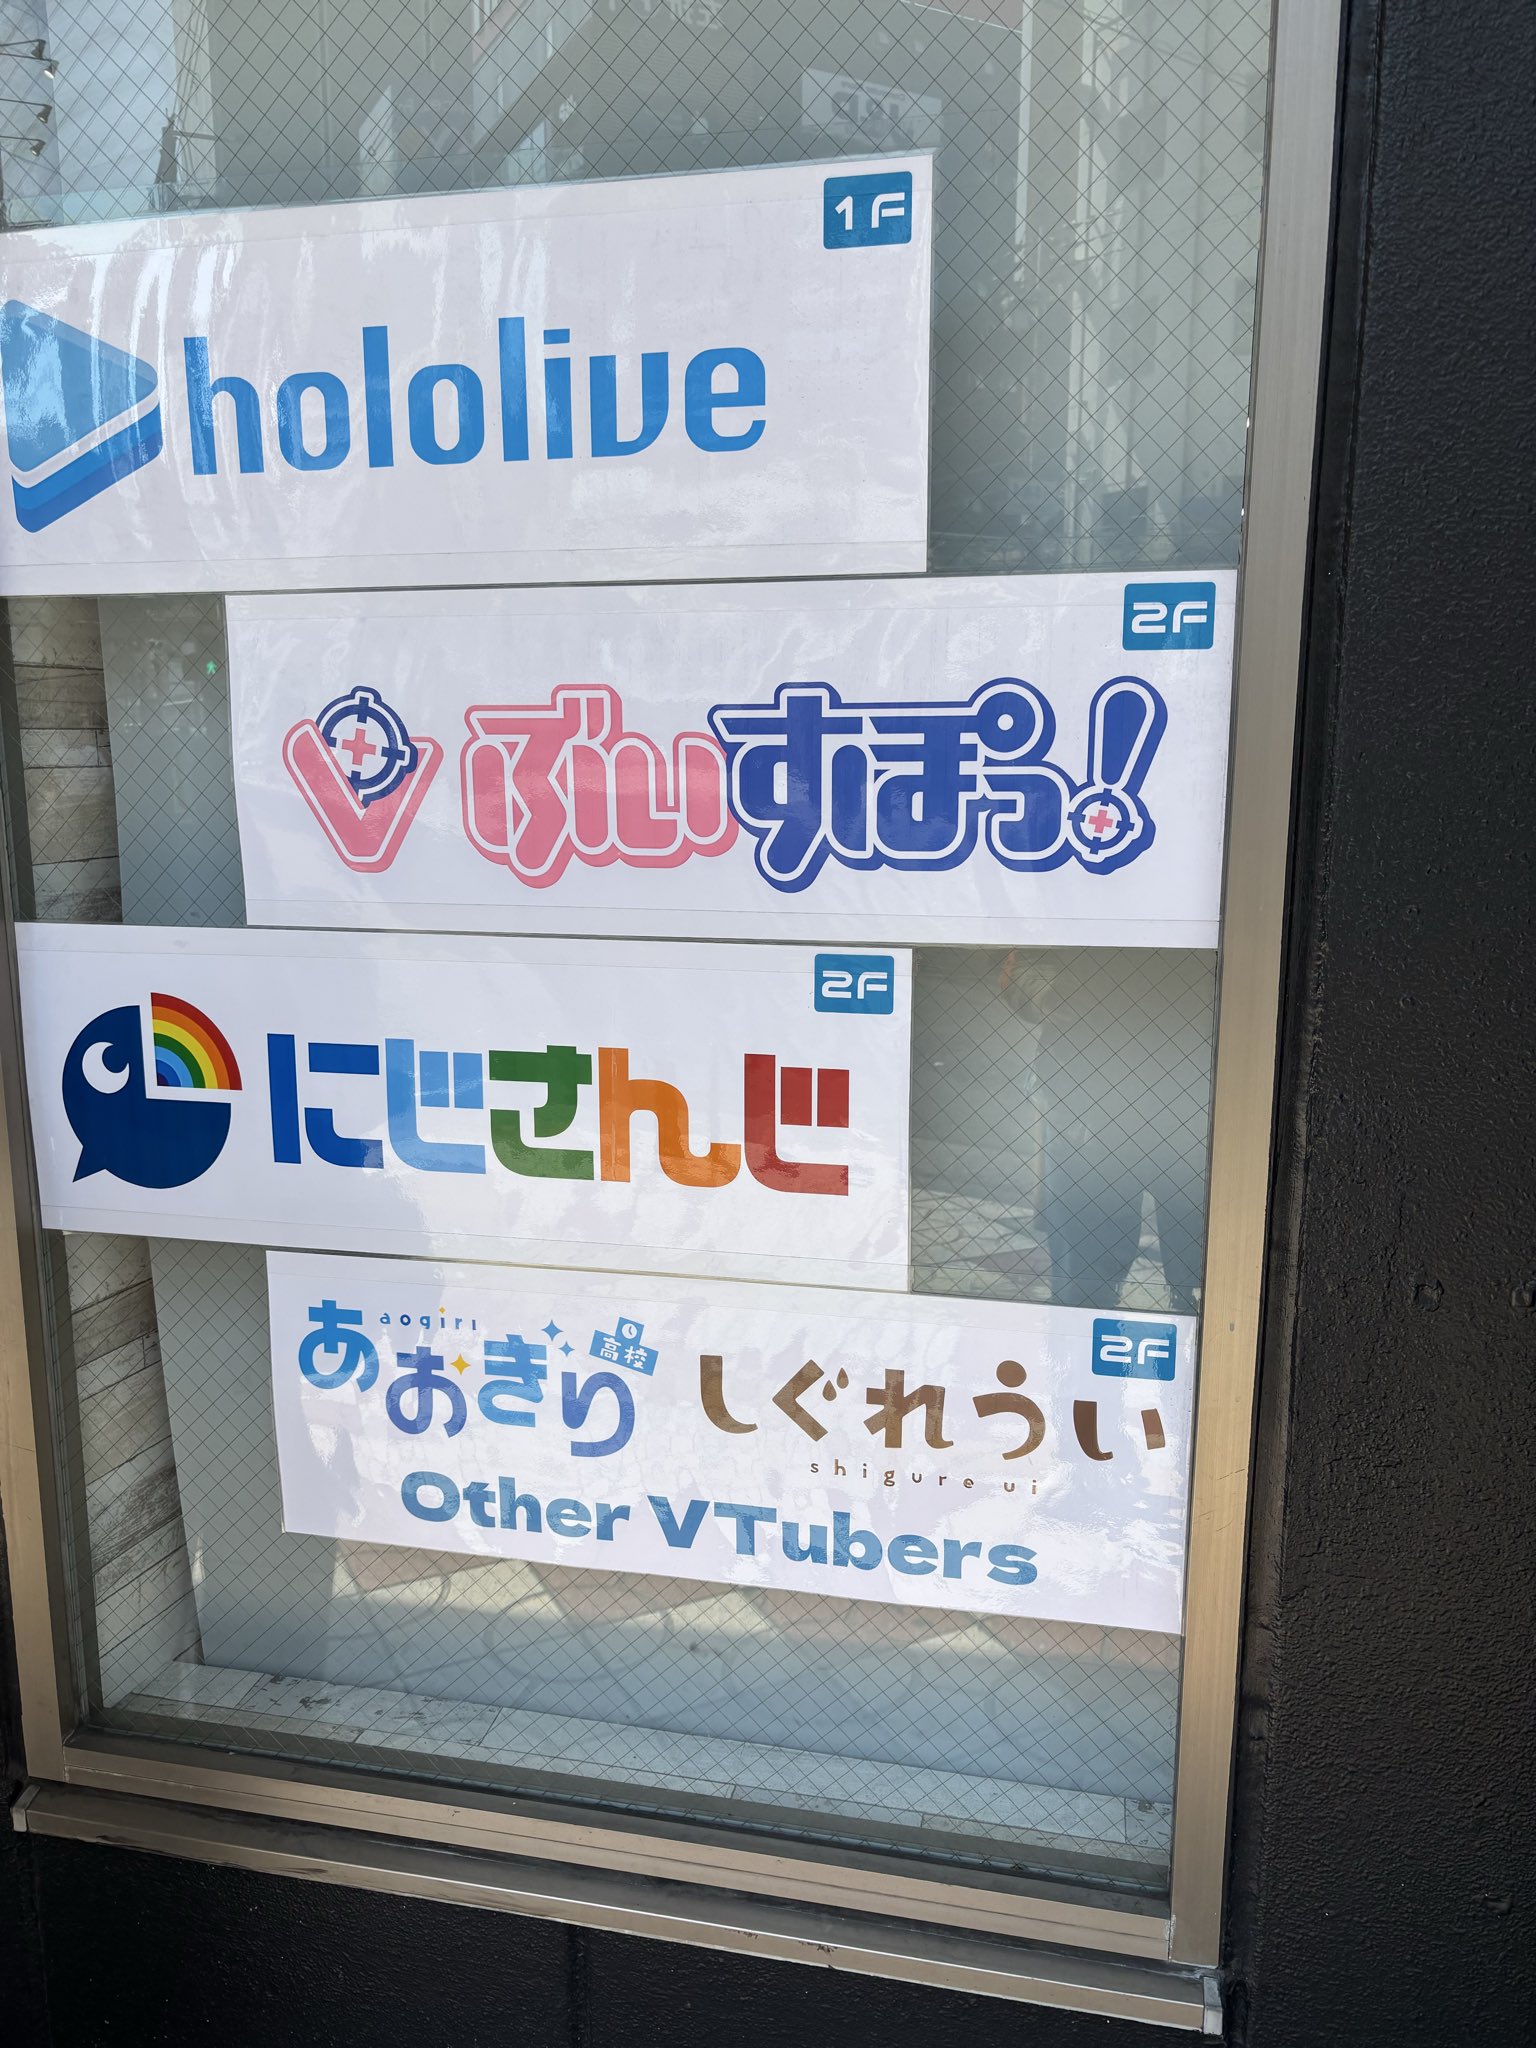 1F
hololive
2F
ぶいすぽっ!
2F
にじさんじ
2F
aogiri
あおぎり
高校
しぐれうい
shigure ui
Other VTubers